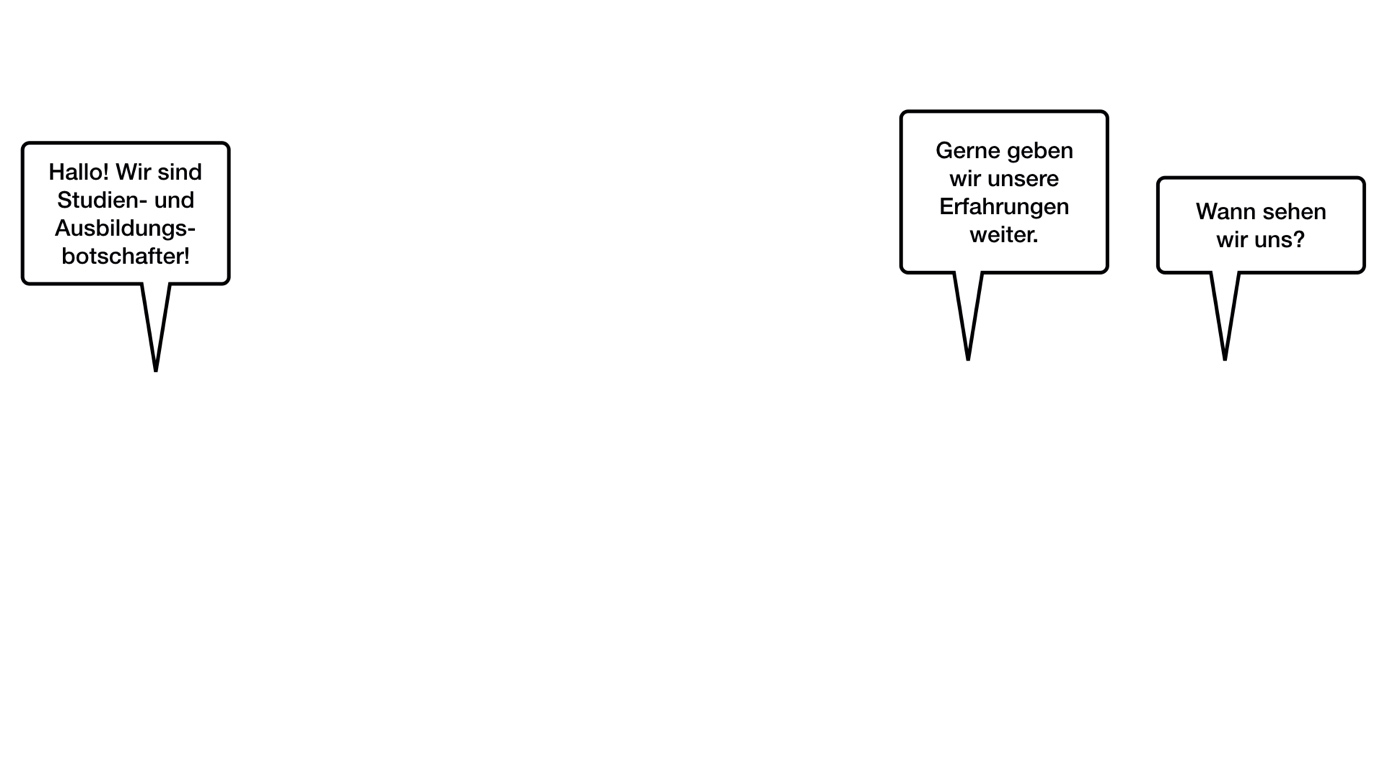 Hallo! Wir sind
Studien- und
Ausbildungs-
botschafter!
Gerne geben
wir unsere
Erfahrungen
weiter.
Wann sehen
wir uns?